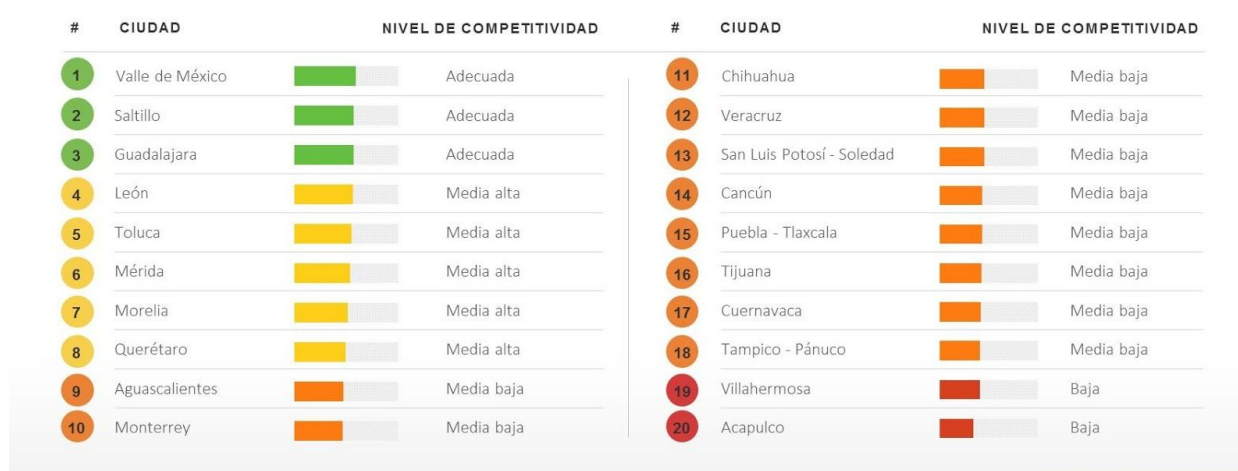 # CIUDAD NIVEL DE COMPETITIVIDAD
1 Valle de México Adecuada
2 Saltillo Adecuada
3 Guadalajara Adecuada
4 León Media alta
5 Toluca Media alta
6 Mérida Media alta
7 Morelia Media alta
8 Querétaro Media alta
9 Aguascalientes Media baja
10 Monterrey Media baja
# CIUDAD NIVEL DE COMPETITIVIDAD
11 Chihuahua Media baja
12 Veracruz Media baja
13 San Luis Potosí - Soledad Media baja
14 Cancún Media baja
15 Puebla - Tlaxcala Media baja
16 Tijuana Media baja
17 Cuernavaca Media baja
18 Tampico - Pánuco Media baja
19 Villahermosa Baja
20 Acapulco Baja